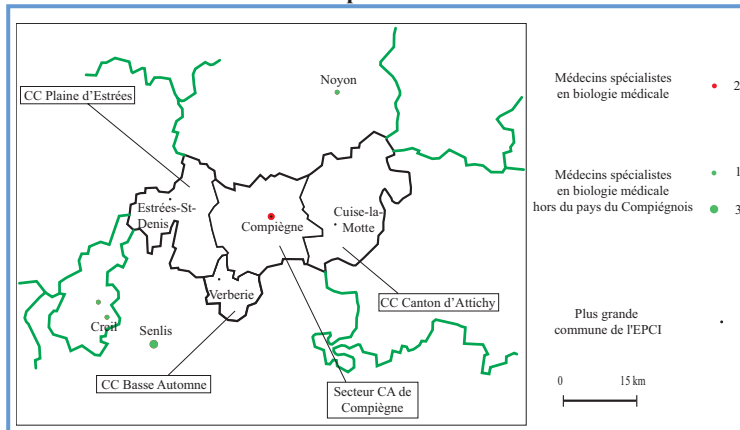 Noyon
CC Plaine d'Estrées
Estrées-St-
Denis
Compiègne
Cuise-la-
Motte
Verberie
CC Canton d'Attichy
Creil
Senlis
CC Basse Automne
Secteur CA de
Compiègne
Médecins spécialistes
en biologie médicale
2
Médecins spécialistes
en biologie médicale
hors du pays du Compiégnois
1
3
Plus grande
commune de l'EPCI
0
15 km